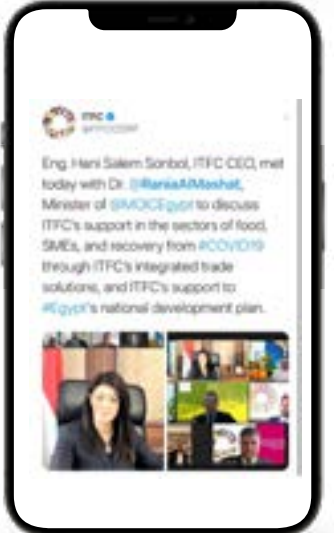 ITFC
Eng. Hani Salem Sonbol, ITFC CEO, met
today with Dr. @RaniaAlMashat,
Minister of @MOICEgypt to discuss
ITFC's support in the sectors of food,
SMEs, and recovery from #COVID19
through ITFC's integrated trade
solutions, and ITFC's support to
#Egypt's national development plan.